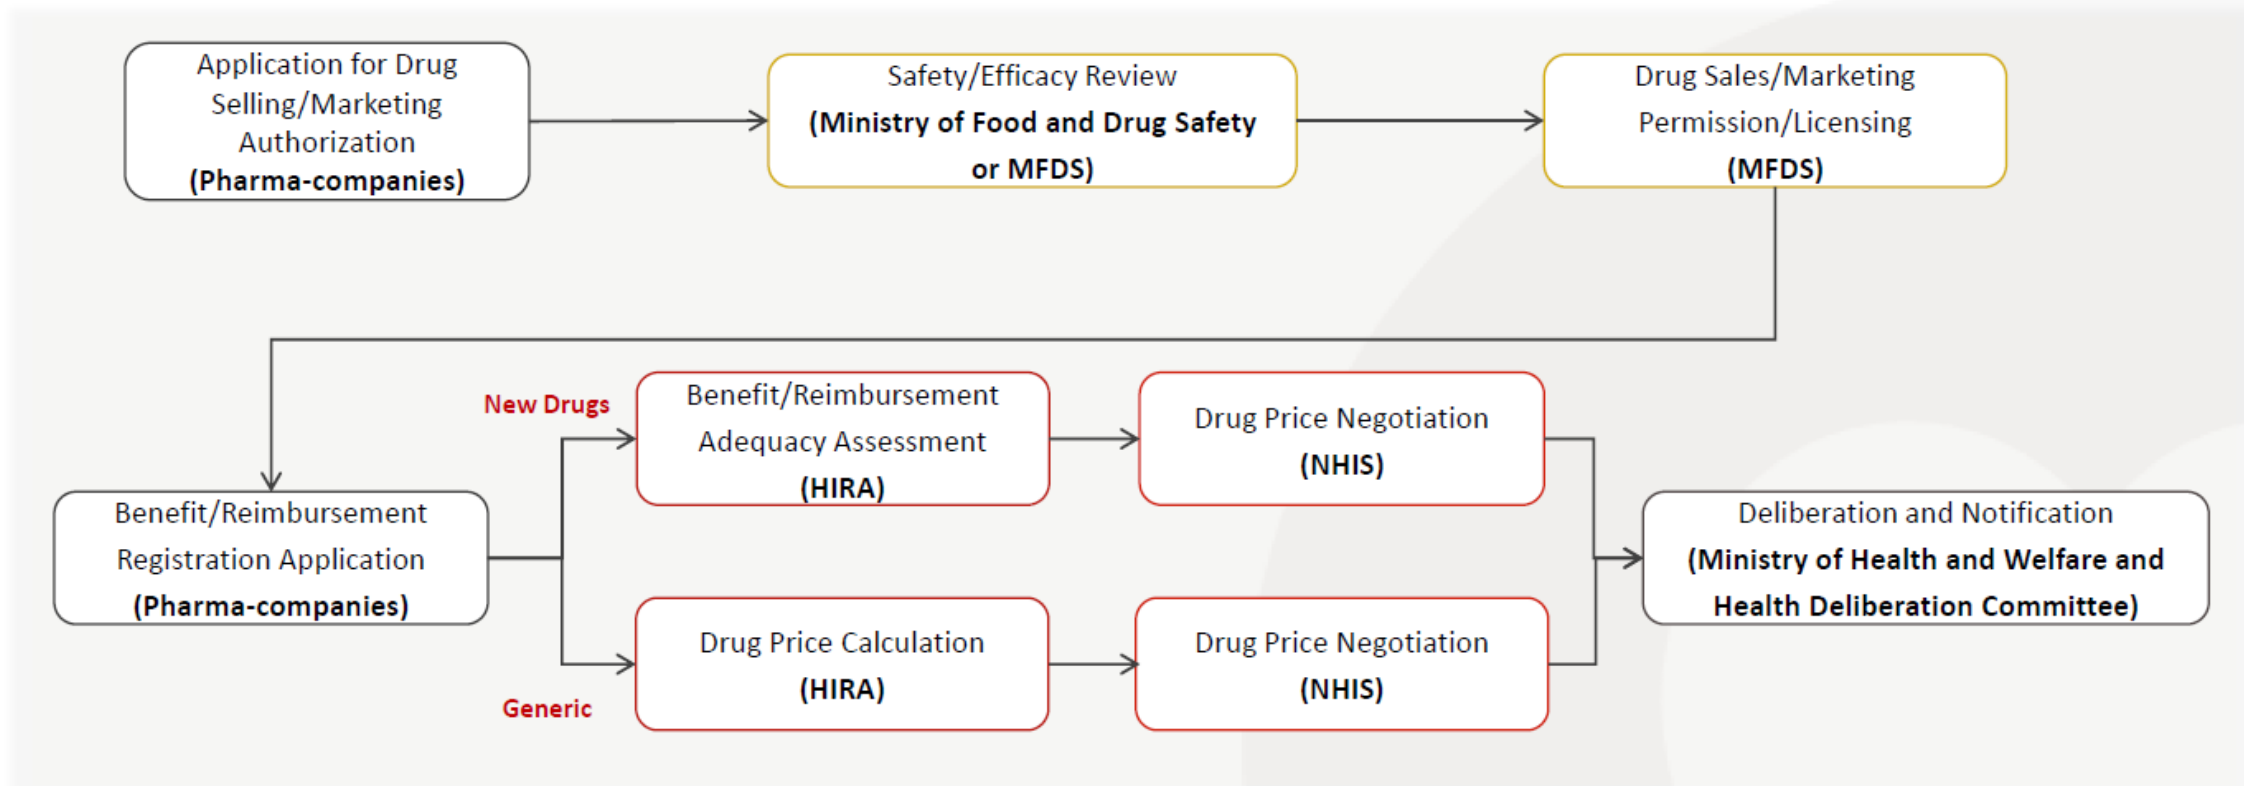 Application for Drug
Selling/Marketing
Authorization
(Pharma-companies)
Safety/Efficacy Review
(Ministry of Food and Drug Safety
or MFDS)
Drug Sales/Marketing
Permission/Licensing
(MFDS)
Benefit/Reimbursement
Registration Application
(Pharma-companies)
New Drugs
Benefit/Reimbursement
Adequacy Assessment
(HIRA)
Drug Price Negotiation
(NHIS)
Generic
Drug Price Calculation
(HIRA)
Drug Price Negotiation
(NHIS)
Deliberation and Notification
(Ministry of Health and Welfare and
Health Deliberation Committee)